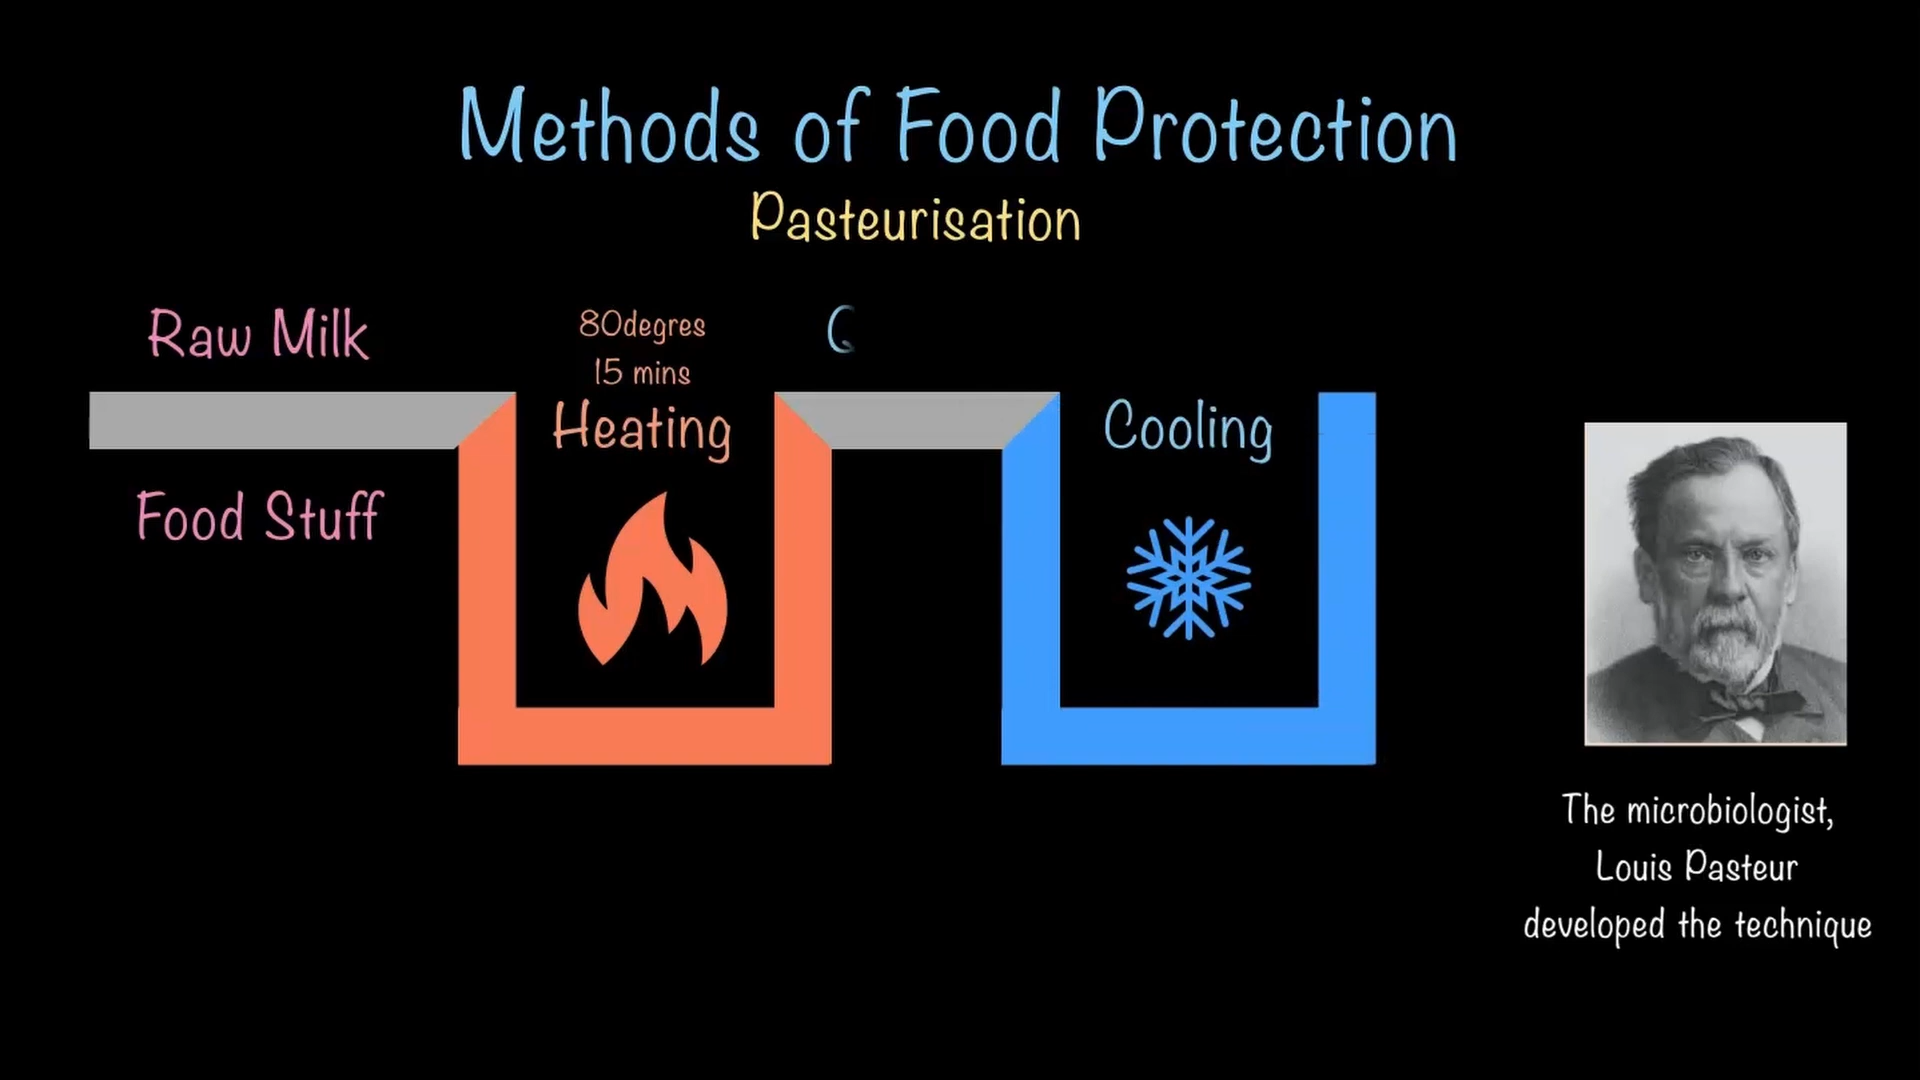 Methods of Food Protection
Pasteurisation
Raw Milk
80degres
15 mins
Heating
Cooling
Food Stuff
The microbiologist,
Louis Pasteur
developed the technique